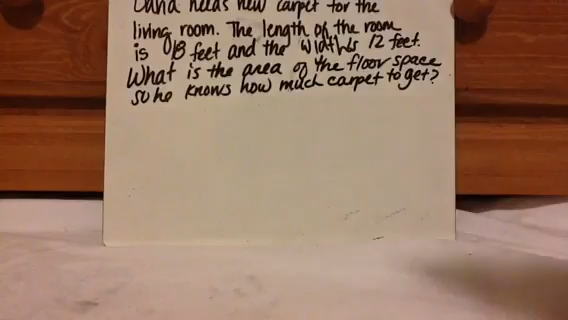 needs new carpet for the
living room. The length of the room
is 18 feet and the width is 12 feet.
What is the area of the floor space
so he knows how much carpet to get?